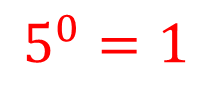 5⁰ = 1